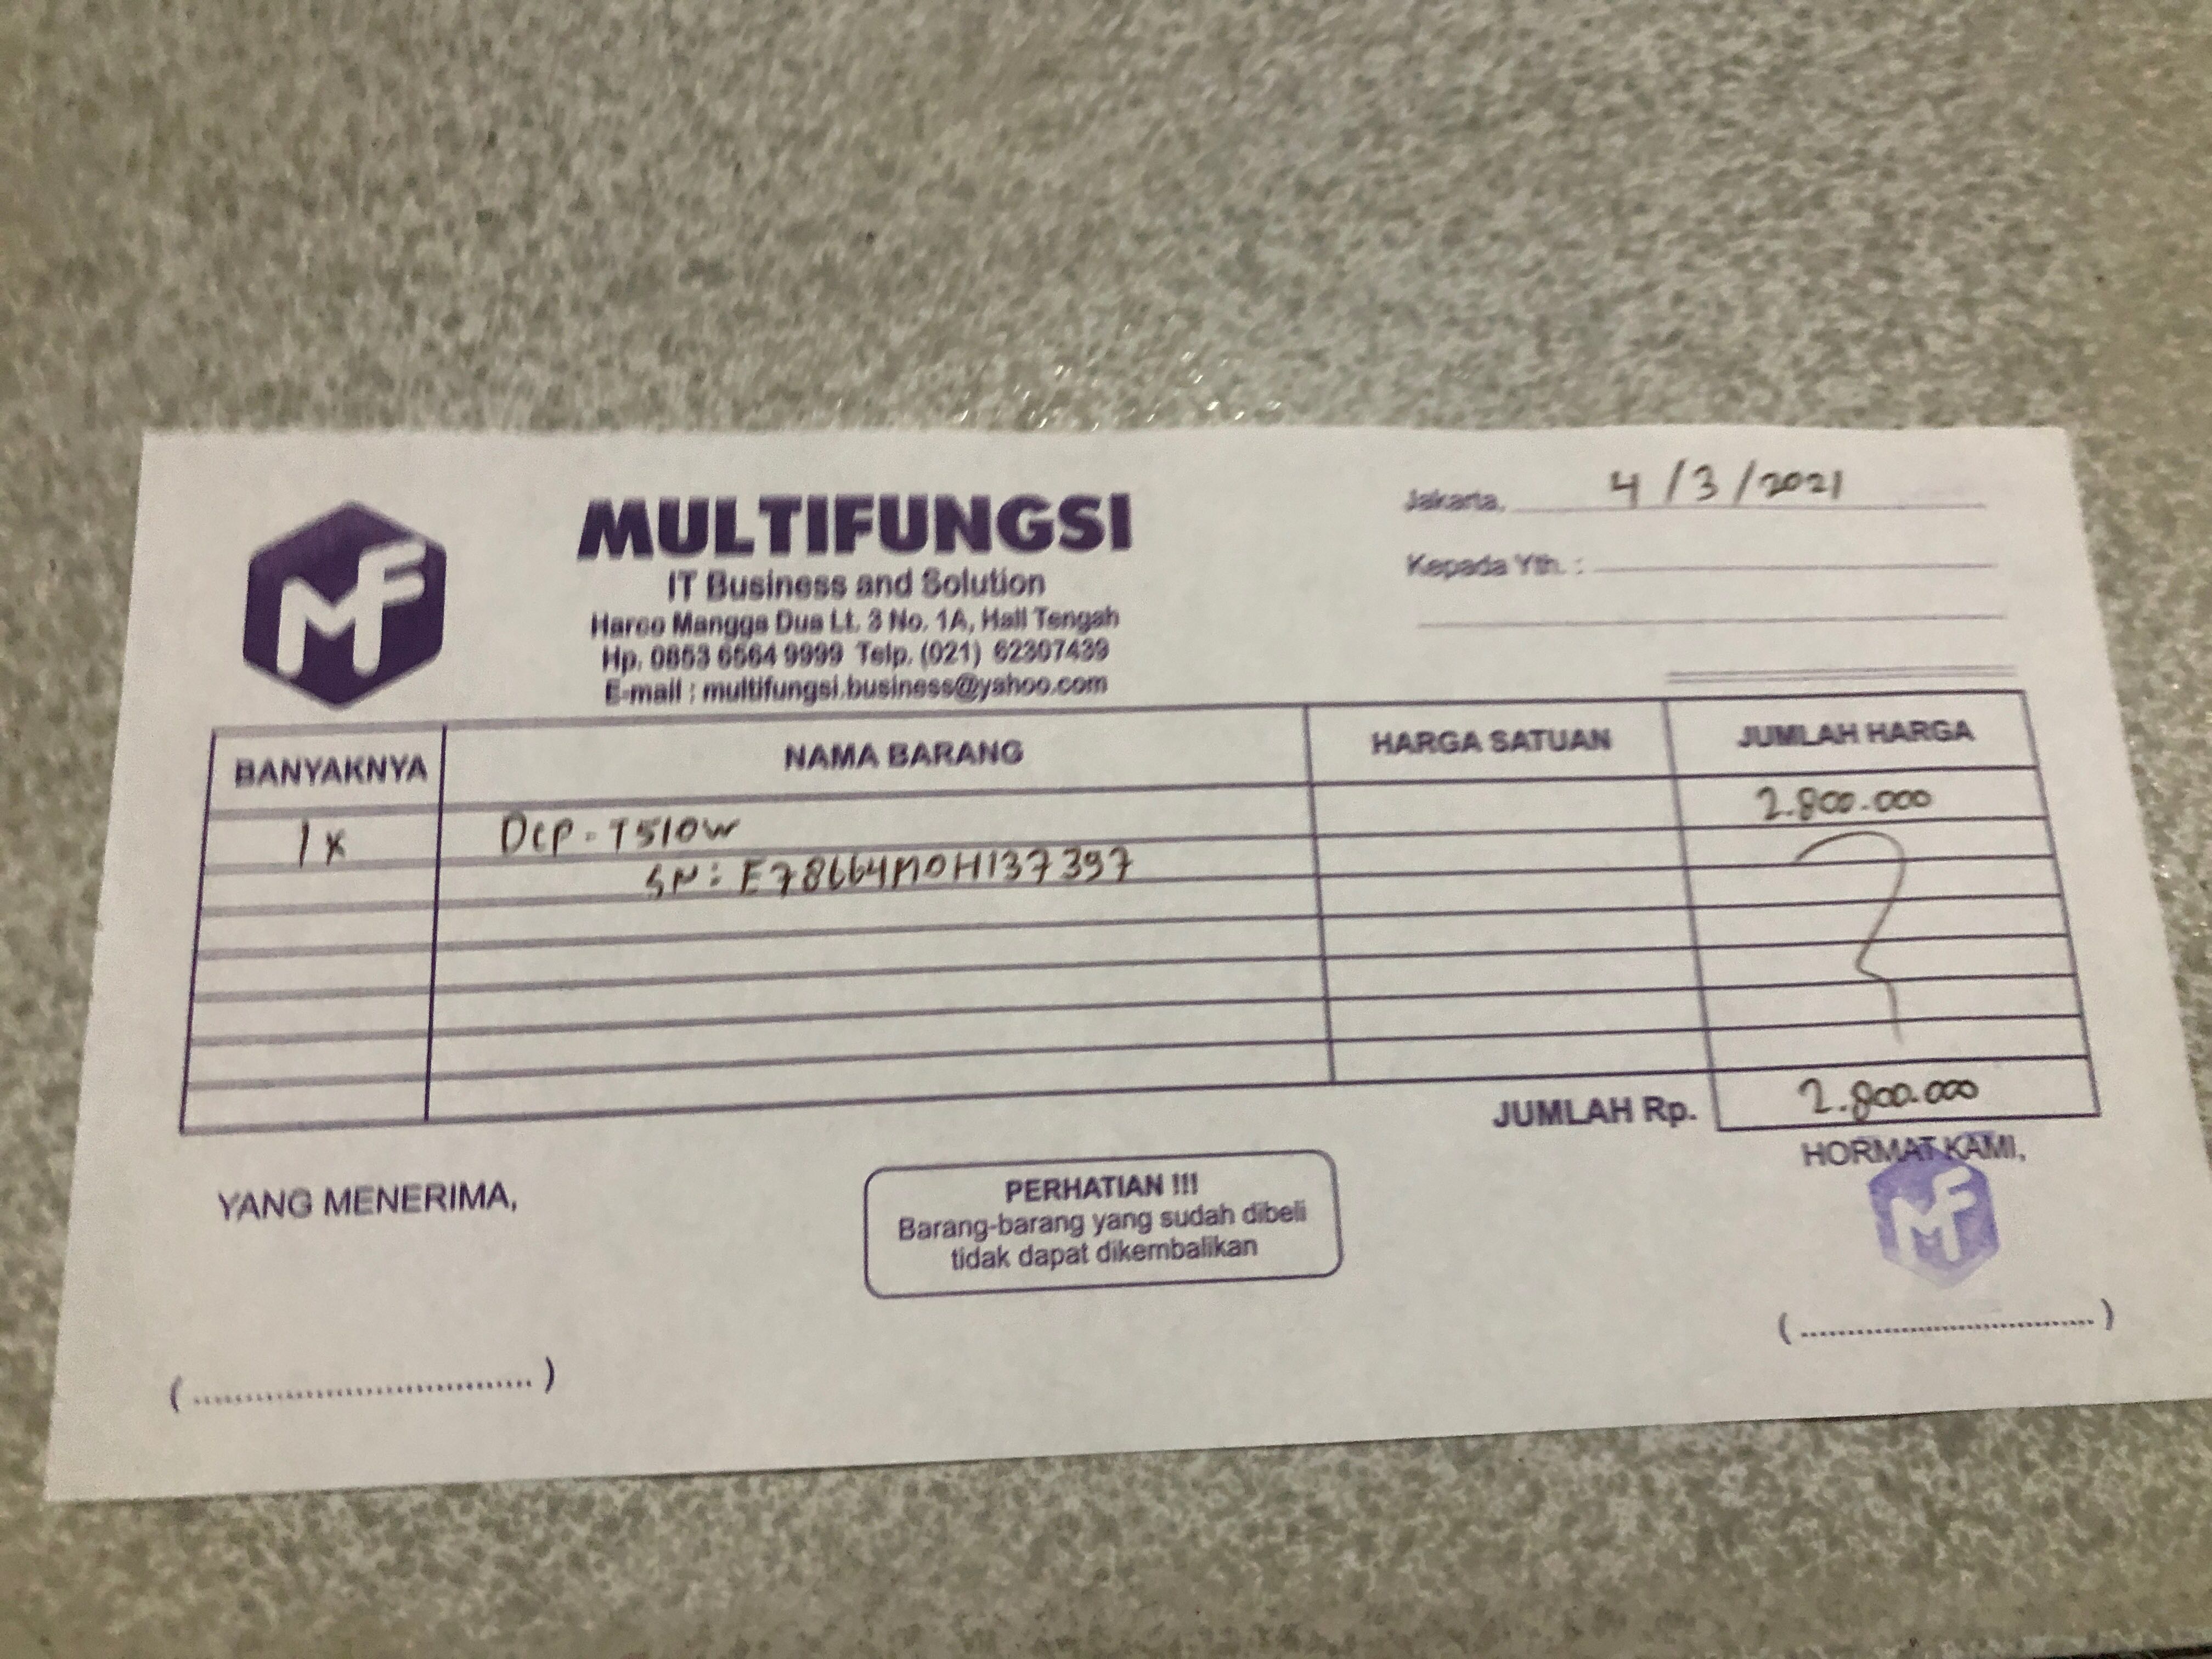 MF
MULTIFUNGSI
IT Business and Solution
Harco Mangga Dua Lt. 3 No. 1A, Hall Tengah
Hp. 0853 6564 9999 Telp. (021) 62307439
E-mail : multifungsi.business@yahoo.com
Jakarta, 4/3/2021
Kepada Yth. :
BANYAKNYA NAMA BARANG HARGA SATUAN JUMLAH HARGA
1x DCP-T510W 2.800.000
SN: E78664M0H137397
JUMLAH Rp. 2.800.000
YANG MENERIMA,
PERHATIAN !!!
Barang-barang yang sudah dibeli
tidak dapat dikembalikan
HORMAT KAMI,
MF
(....................................)
(....................................)